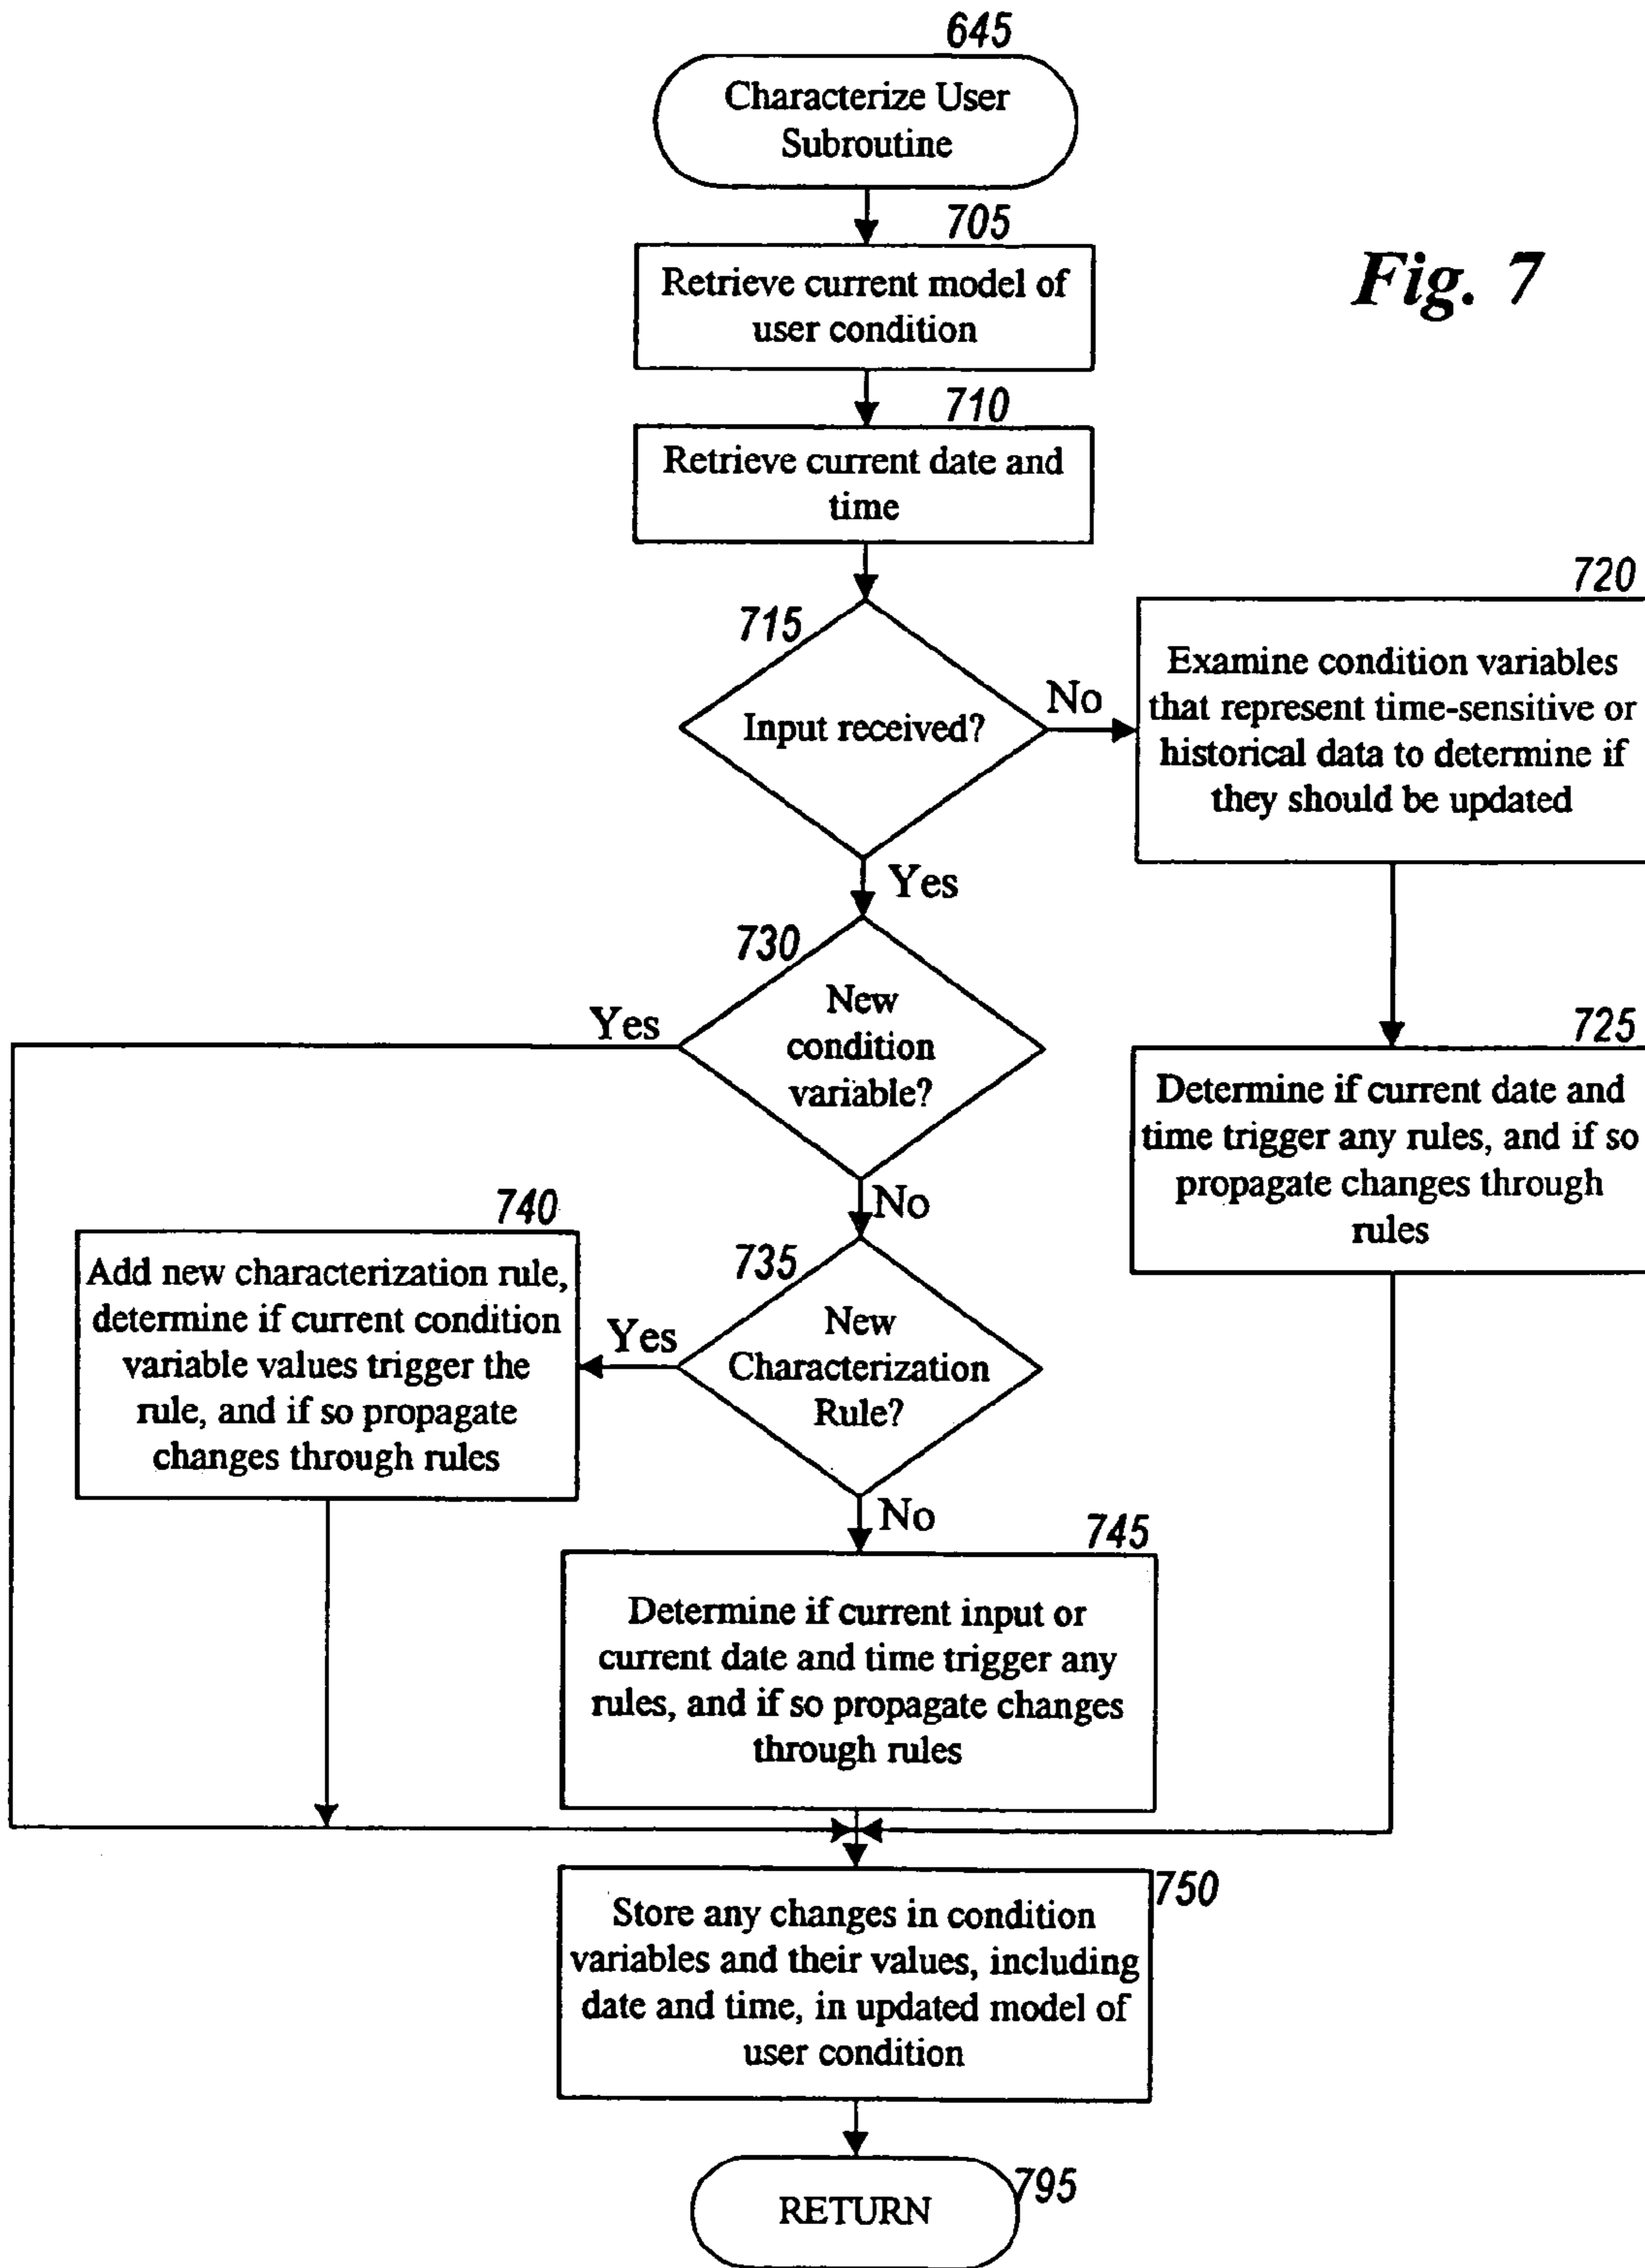 645
Characterize User
Subroutine
705
Retrieve current model of
user condition
Fig. 7
710
Retrieve current date and
time
715
Input received?
No
720
Examine condition variables
that represent time-sensitive or
historical data to determine if
they should be updated
Yes
730
New
condition
variable?
Yes
725
Determine if current date and
time trigger any rules, and if so
propagate changes through
rules
No
740
Add new characterization rule,
determine if current condition
variable values trigger the
rule, and if so propagate
changes through rules
735
Yes
New
Characterization
Rule?
No
745
Determine if current input or
current date and time trigger any
rules, and if so propagate changes
through rules
750
Store any changes in condition
variables and their values, including
date and time, in updated model of
user condition
795
RETURN